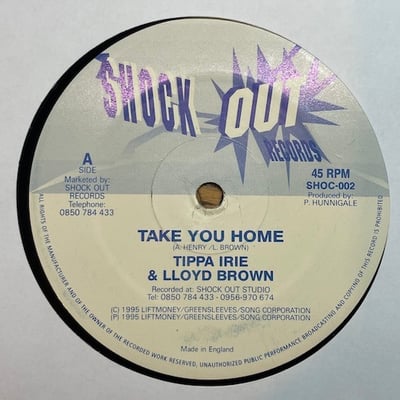 SHOCK OUT
RECORDS
A
SIDE
Marketed by:
SHOCK OUT
RECORDS
Telephone:
0850 784 433
45 RPM
SHOC-002
Produced by:
P. HUNNIGALE
TAKE YOU HOME
(A. HENRY / L. BROWN)
TIPPA IRIE
& LLOYD BROWN
Recorded at: SHOCK OUT STUDIO
Tel: 0850 784 433 - 0956-970 674
(C) 1995 LIFTMONEY/GREENSLEEVES/SONG CORPORATION
(P) 1995 LIFTMONEY/GREENSLEEVES/SONG CORPORATION
Made in England
ALL RIGHTS OF THE MANUFACTURER AND OF THE OWNER OF THE RECORDED WORK RESERVED, UNAUTHORIZED PUBLIC PERFORMANCE BROADCASTING AND COPYING OF THIS RECORD IS PROHIBITED